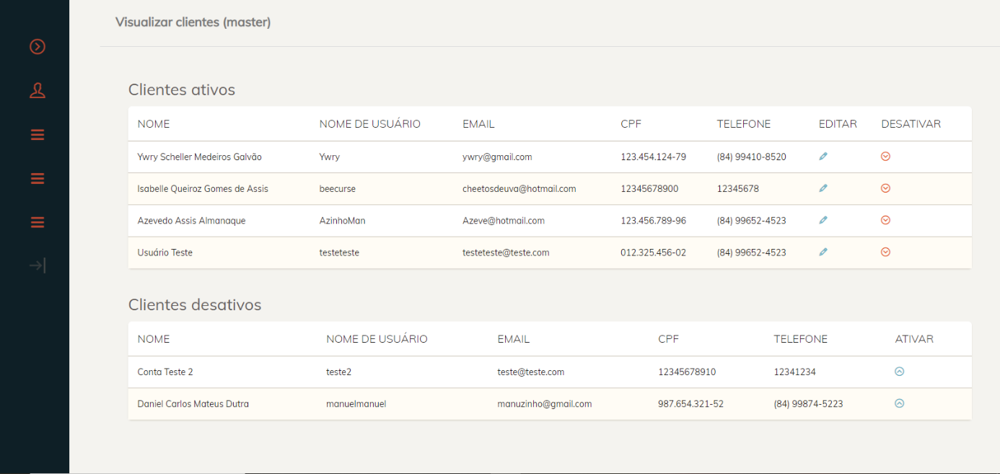 Visualizar clientes (master)
Clientes ativos
NOME NOME DE USUÁRIO EMAIL CPF TELEFONE EDITAR DESATIVAR
Ywry Scheller Medeiros Galvão Ywry ywry@gmail.com 123.454.124-79 (84) 99410-8520
Isabelle Queiroz Gomes de Assis beecurse cheetosdeuva@hotmail.com 12345678900 12345678
Azevedo Assis Almanaque AzinhoMan Azeve@hotmail.com 123.456.789-96 (84) 99652-4523
Usuário Teste testeteste testeteste@teste.com 012.325.456-02 (84) 99652-4523
Clientes desativos
NOME NOME DE USUÁRIO EMAIL CPF TELEFONE ATIVAR
Conta Teste 2 teste2 teste@teste.com 12345678910 12341234
Daniel Carlos Mateus Dutra manuelmanuel manuzinho@gmail.com 987.654.321-52 (84) 99874-5223